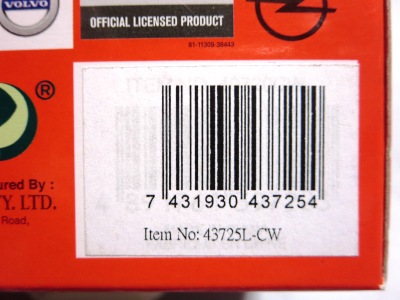 VOLVO
OFFICIAL LICENSED PRODUCT
81-11309-38443
®
ured By :
Y. LTD.
Road,
7 431930 437254
Item No: 43725L-CW